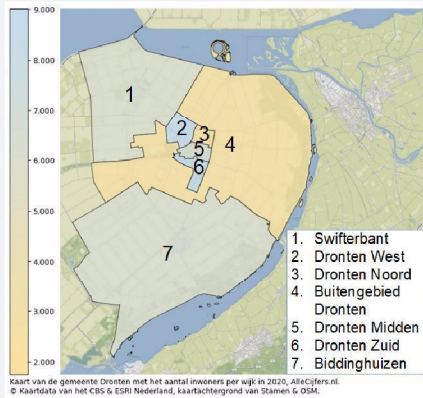 9.000
8.000
7.000
6.000
5.000
4.000
3.000
2.000
1
2
3
4
5
6
7
1. Swifterbant
2. Dronten West
3. Dronten Noord
4. Buitengebied
Dronten
5. Dronten Midden
6. Dronten Zuid
7. Biddinghuizen
Kaart van de gemeente Dronten met het aantal inwoners per wijk in 2020, AlleCijfers.nl.
© Kaartdata van het CBS & ESRI Nederland, kaartachtergrond van Stamen & OSM.